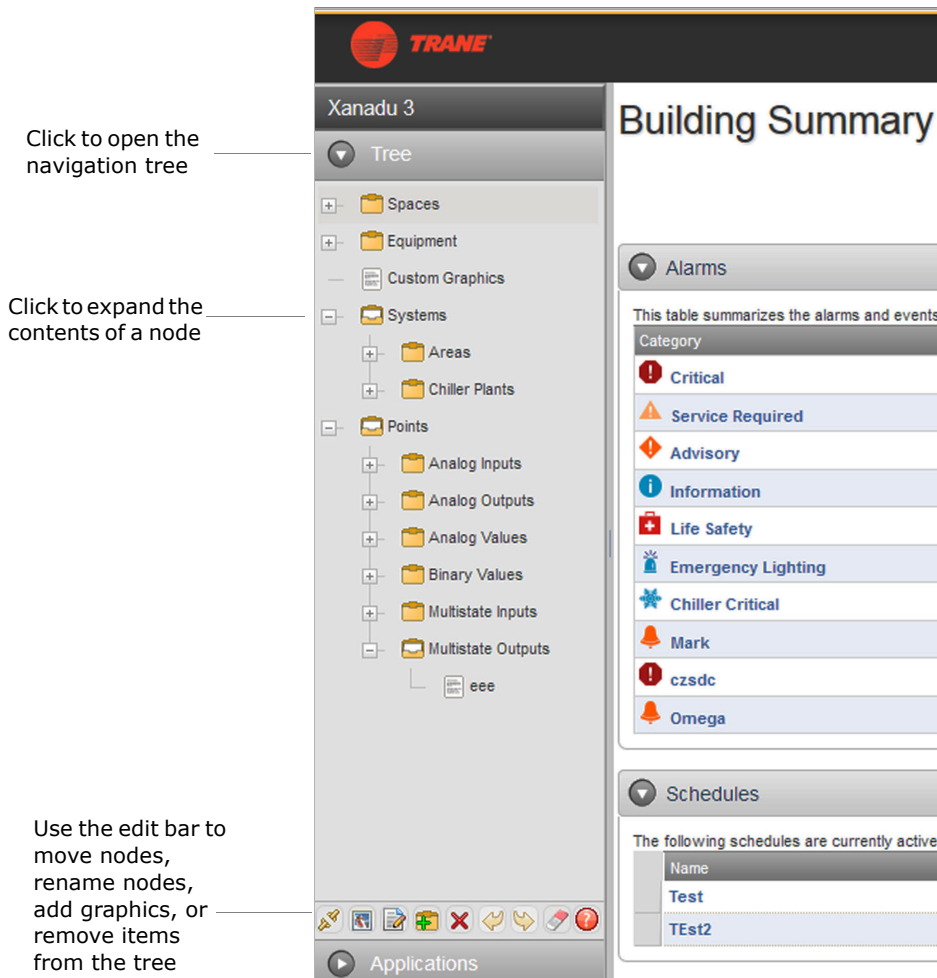 TRANE
Xanadu 3
Click to open the
navigation tree
Tree
Spaces
Equipment
Custom Graphics
Click to expand the
contents of a node
Systems
Areas
Chiller Plants
Points
Analog Inputs
Analog Outputs
Analog Values
Binary Values
Multistate Inputs
Multistate Outputs
eee
Use the edit bar to
move nodes,
rename nodes,
add graphics, or
remove items
from the tree
Applications
Building Summary
Alarms
This table summarizes the alarms and events
Category
Critical
Service Required
Advisory
Information
Life Safety
Emergency Lighting
Chiller Critical
Mark
czsdc
Omega
Schedules
The following schedules are currently active
Name
Test
TEst2